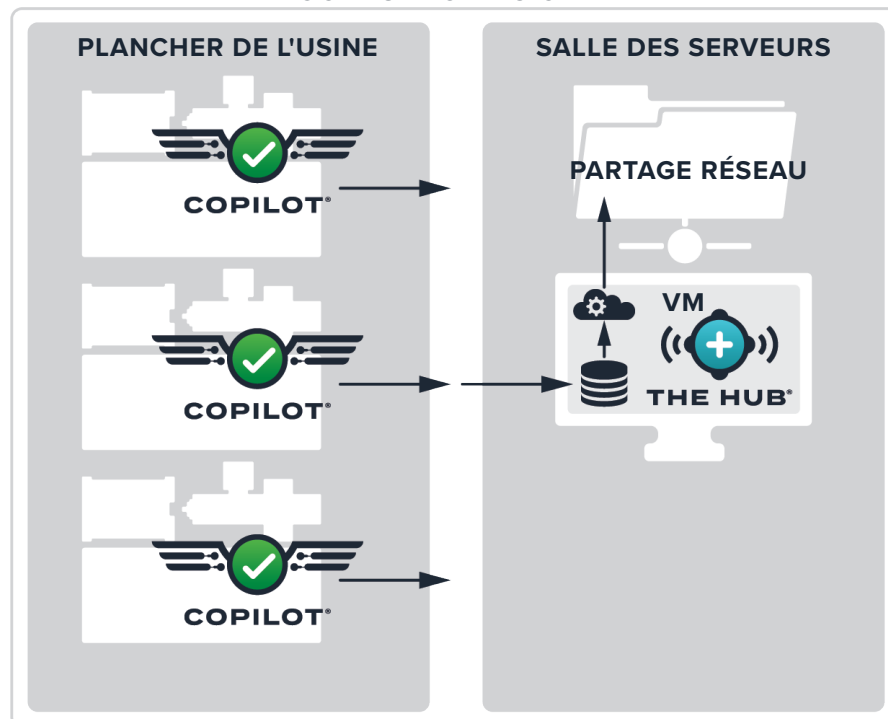 PLANCHER DE L'USINE
SALLE DES SERVEURS
COPILOT®
PARTAGE RÉSEAU
VM
COPILOT®
THE HUB®
COPILOT®